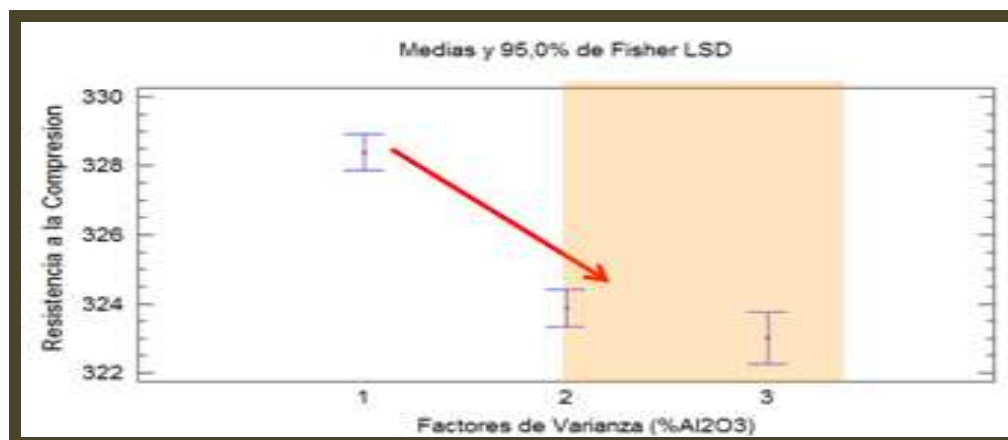 Medias y 95,0% de Fisher LSD
Resistencia a la Compresion
330
328
326
324
322
1 2 3
Factores de Varianza (%Al2O3)